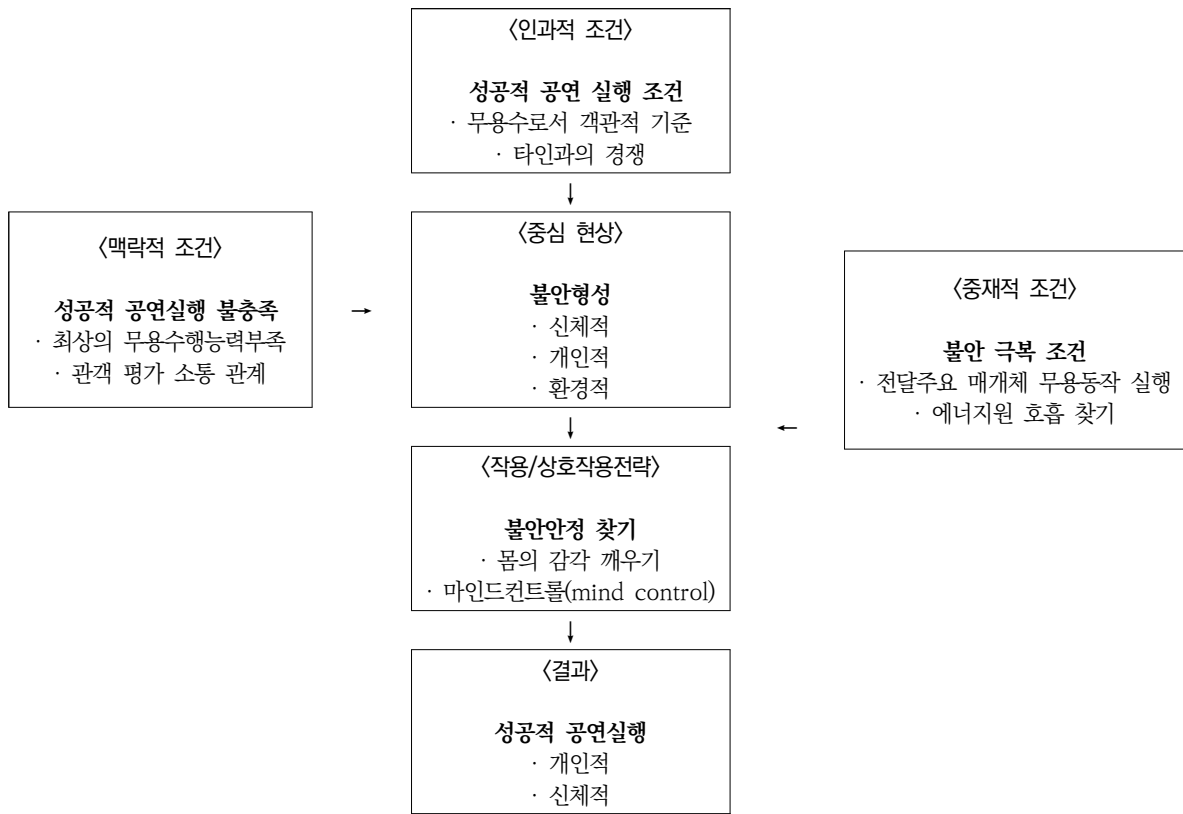 〈인과적 조건〉
성공적 공연 실행 조건
· 무용수로서 객관적 기준
· 타인과의 경쟁
↓
〈맥락적 조건〉
성공적 공연실행 불충족
· 최상의 무용수행능력부족
· 관객 평가 소통 관계
→
〈중심 현상〉
불안형성
· 신체적
· 개인적
· 환경적
↓
〈중재적 조건〉
불안 극복 조건
· 전달주요 매개체 무용동작 실행
· 에너지원 호흡 찾기
←
〈작용/상호작용전략〉
불안안정 찾기
· 몸의 감각 깨우기
· 마인드컨트롤(mind control)
↓
〈결과〉
성공적 공연실행
· 개인적
· 신체적